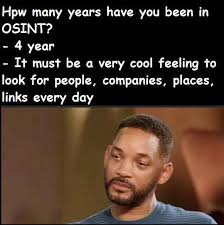 Hpw many years have you been in
OSINT?
- 4 year
- It must be a very cool feeling to
look for people, companies, places,
links every day